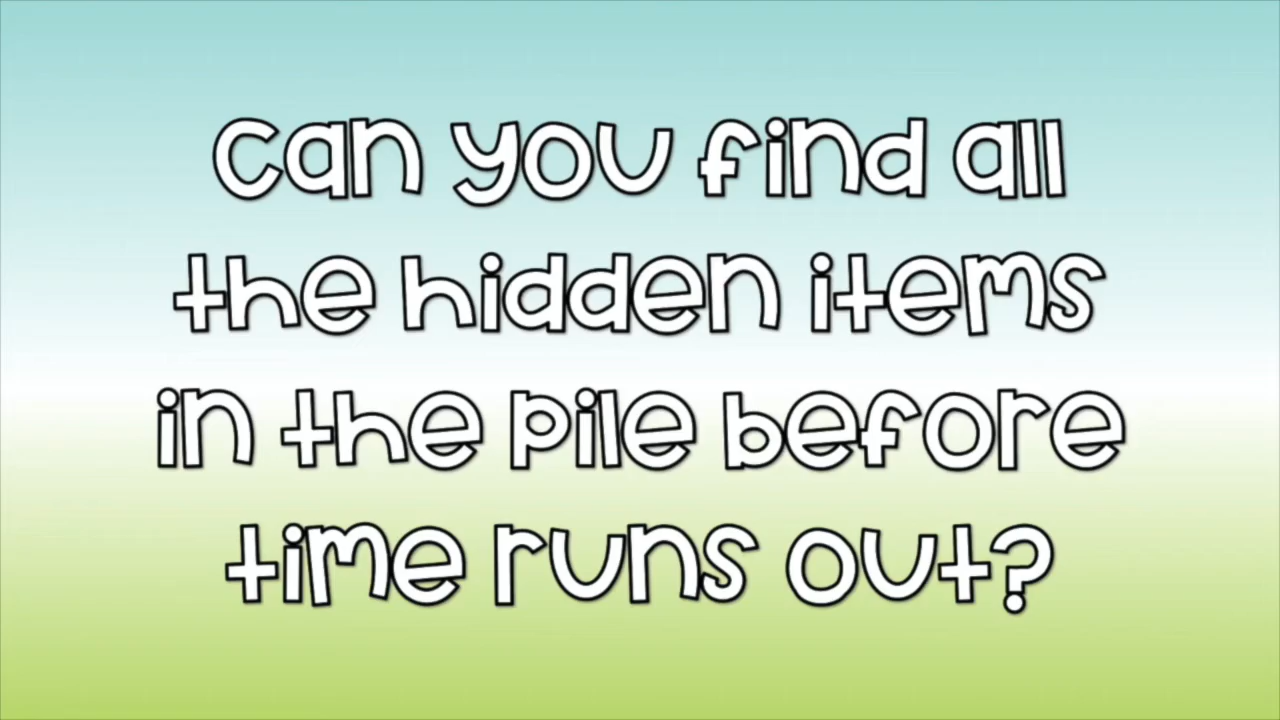 Can you find all
the hidden items
in the pile before
time runs out?